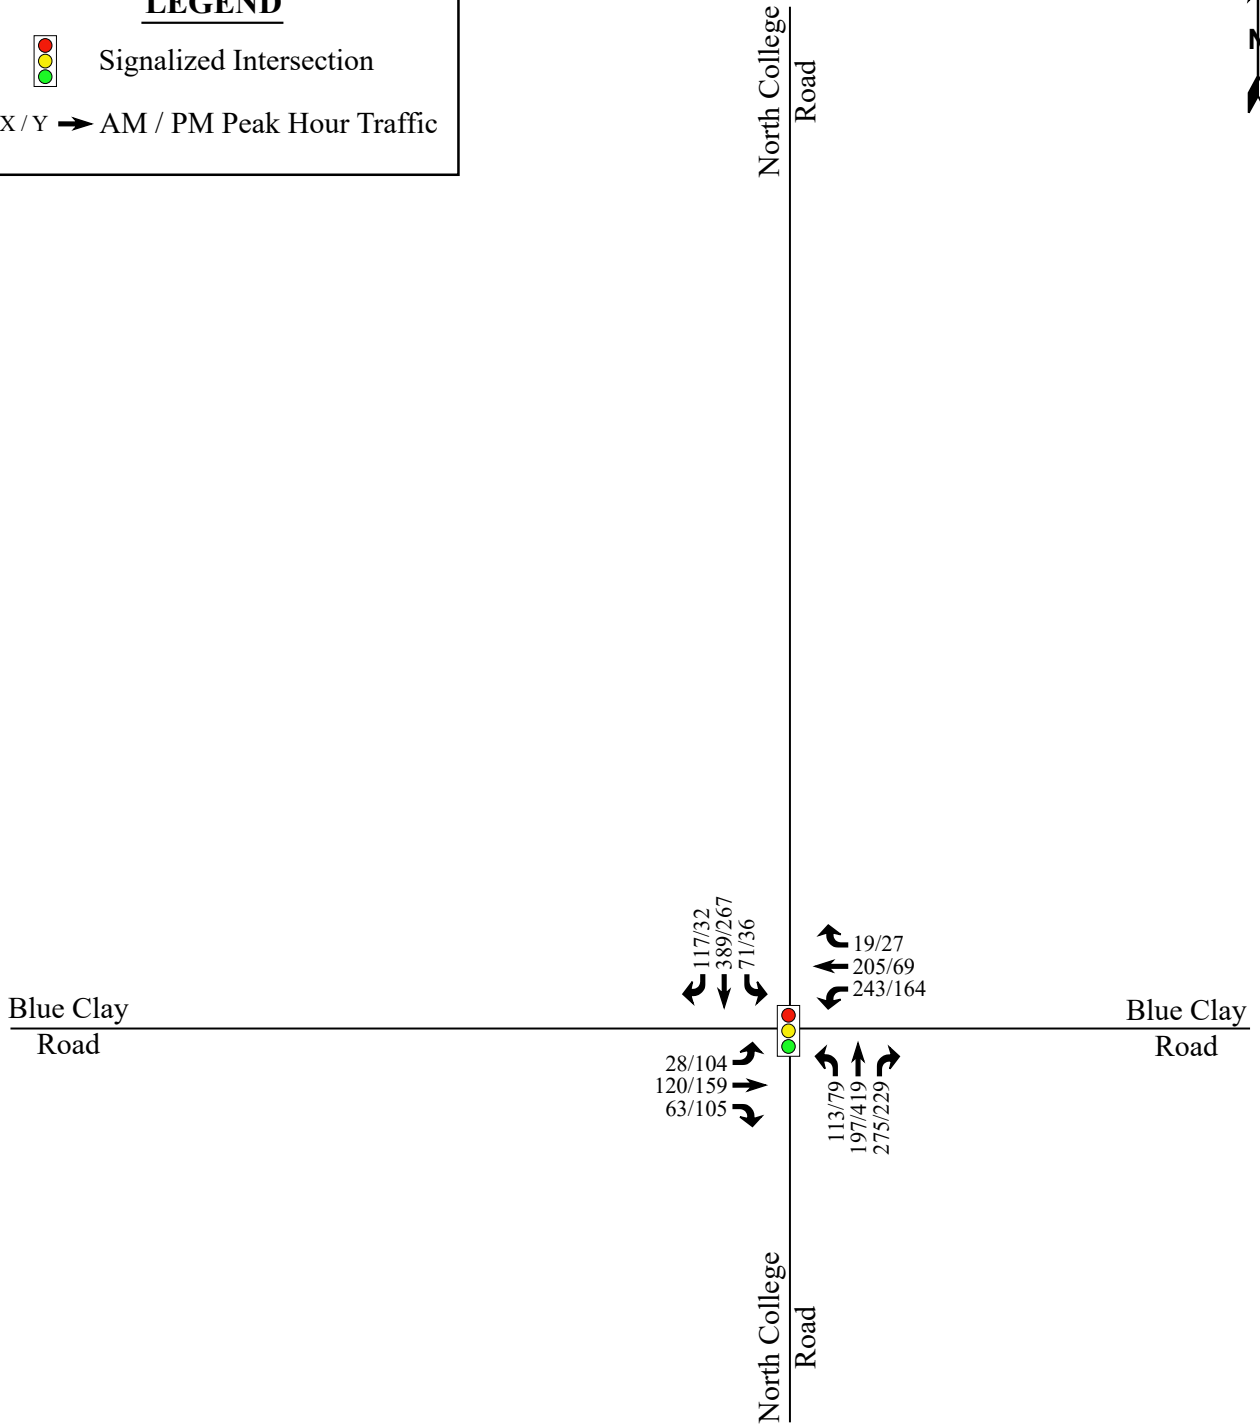 LEGEND
Signalized Intersection
X / Y AM / PM Peak Hour Traffic
North College
Road
N
117/32
389/267
71/36
19/27
205/69
243/164
Blue Clay
Road
Blue Clay
Road
28/104
120/159
63/105
113/79
197/419
275/229
North College
Road